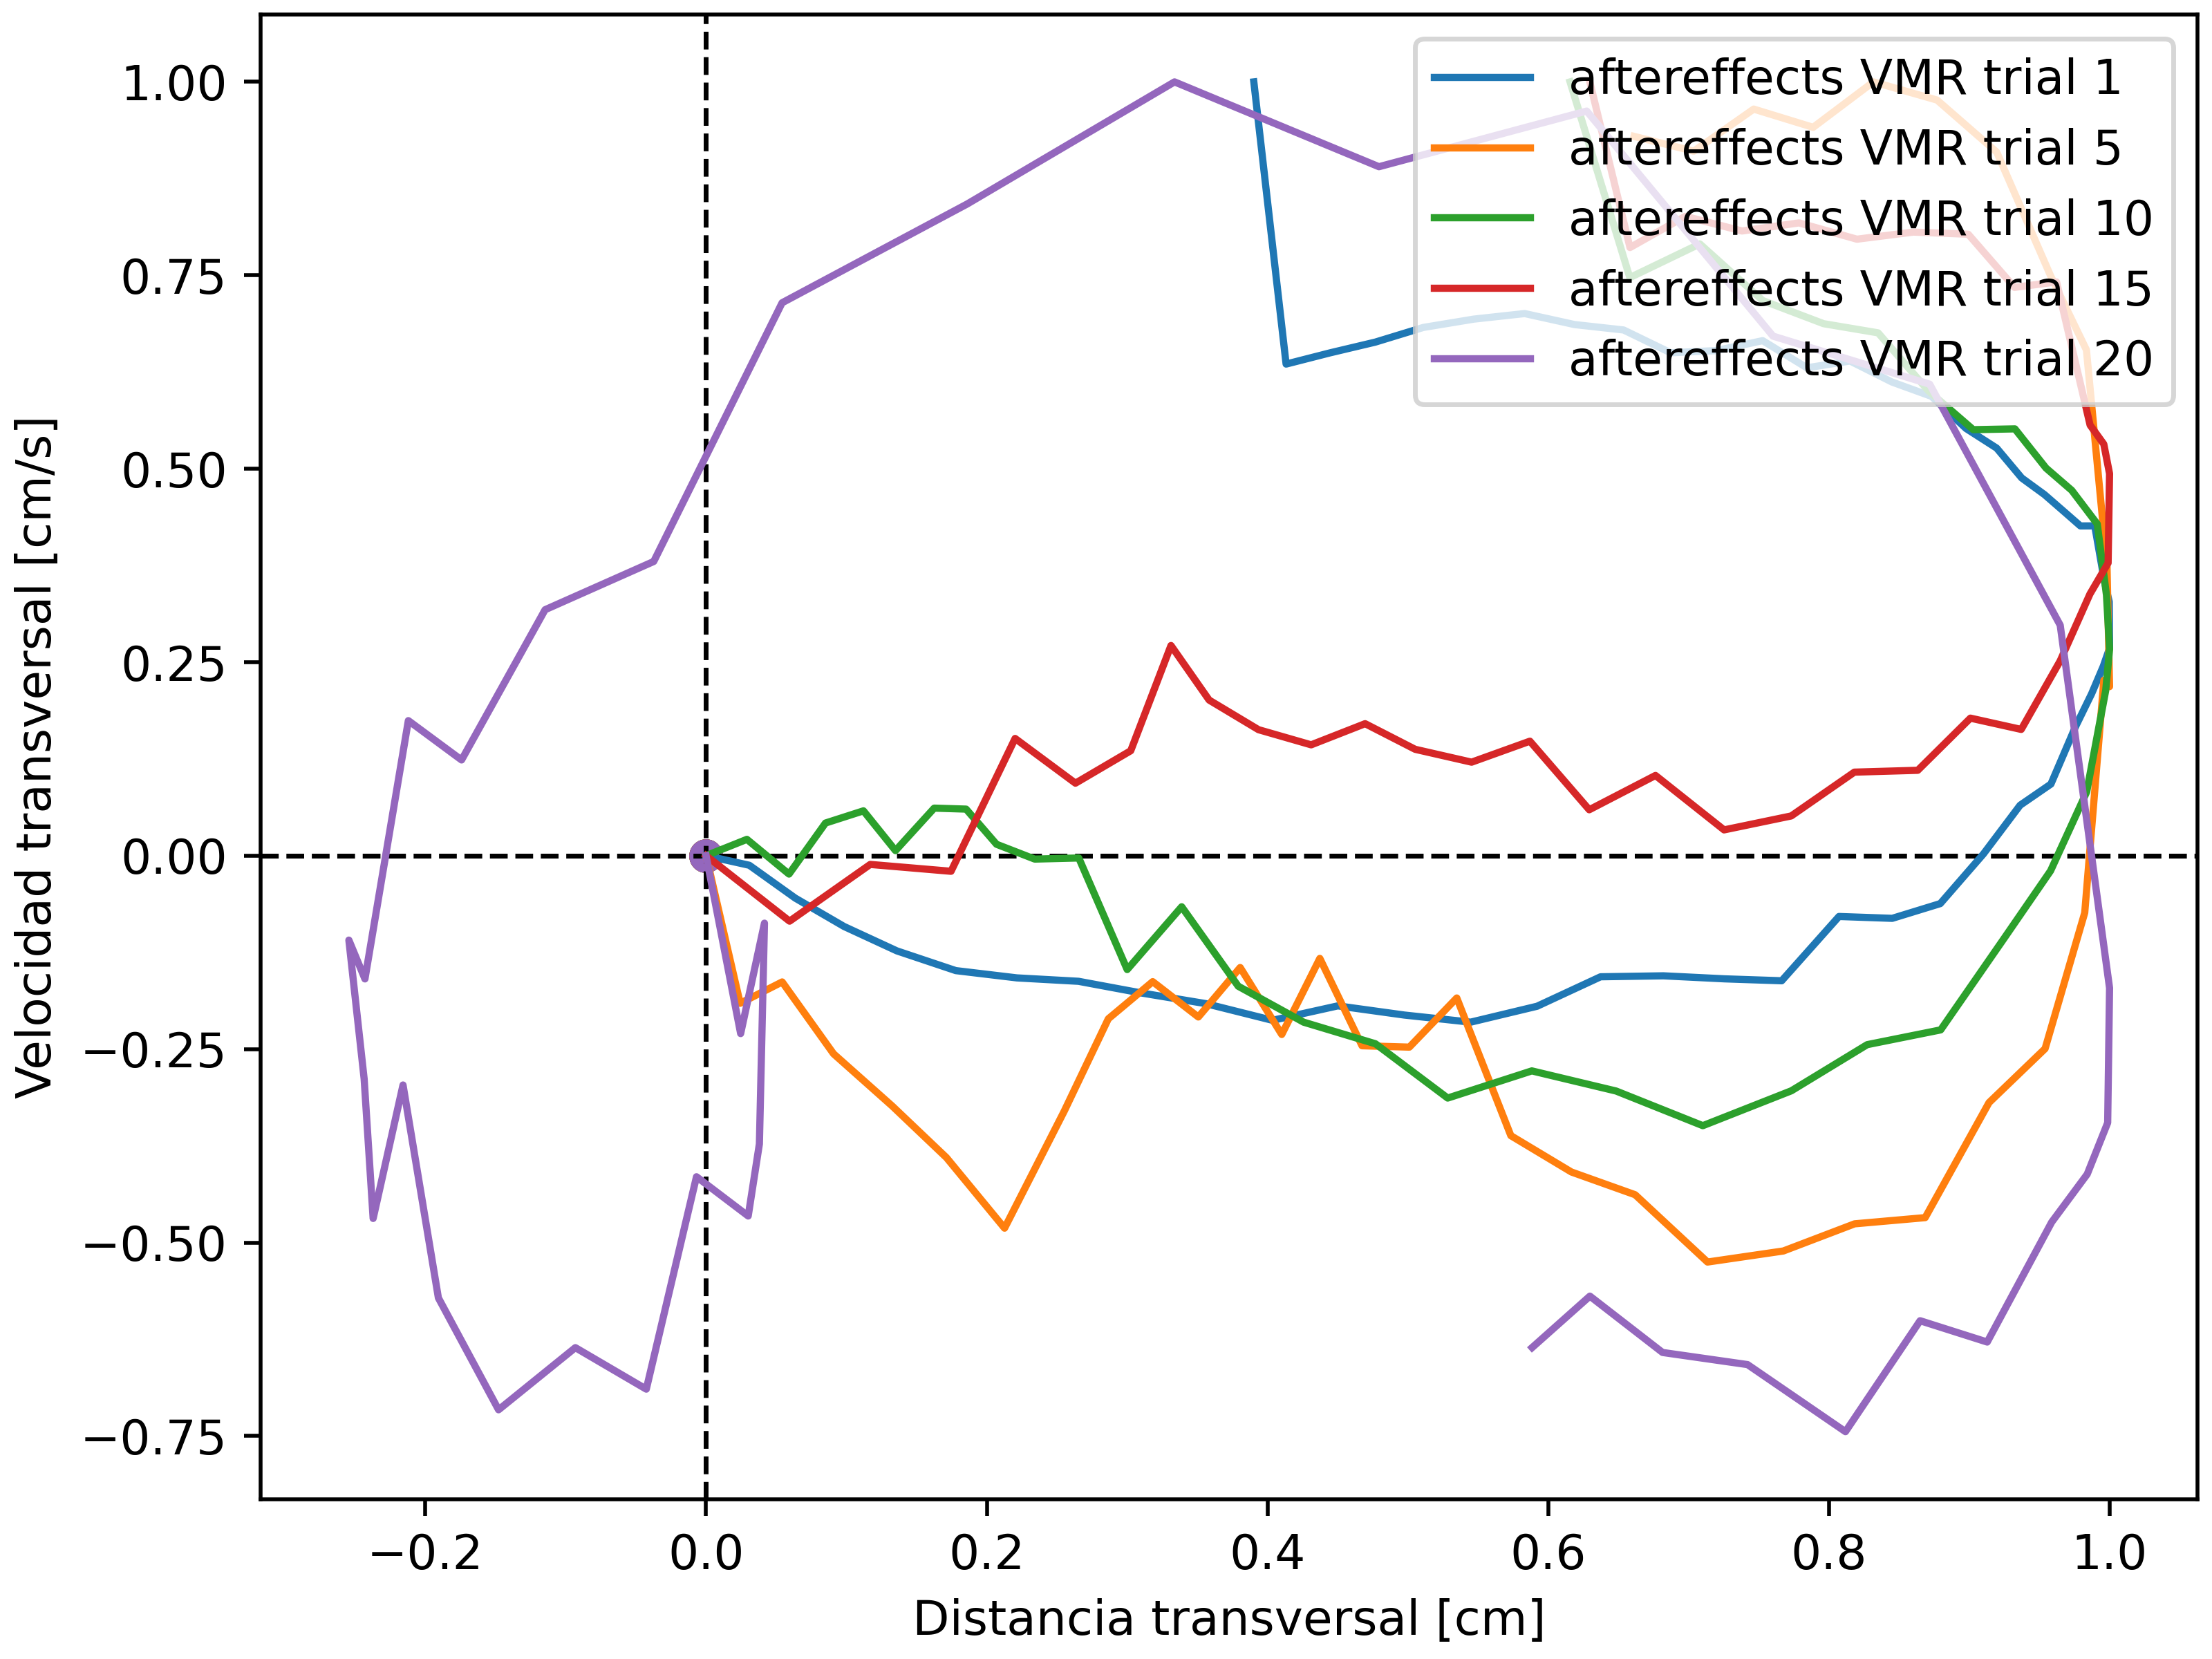 1.00
0.75
0.50
0.25
0.00
−0.25
−0.50
−0.75
Velocidad transversal [cm/s]
aftereffects VMR trial 1
aftereffects VMR trial 5
aftereffects VMR trial 10
aftereffects VMR trial 15
aftereffects VMR trial 20
−0.2
0.0
0.2
0.4
0.6
0.8
1.0
Distancia transversal [cm]